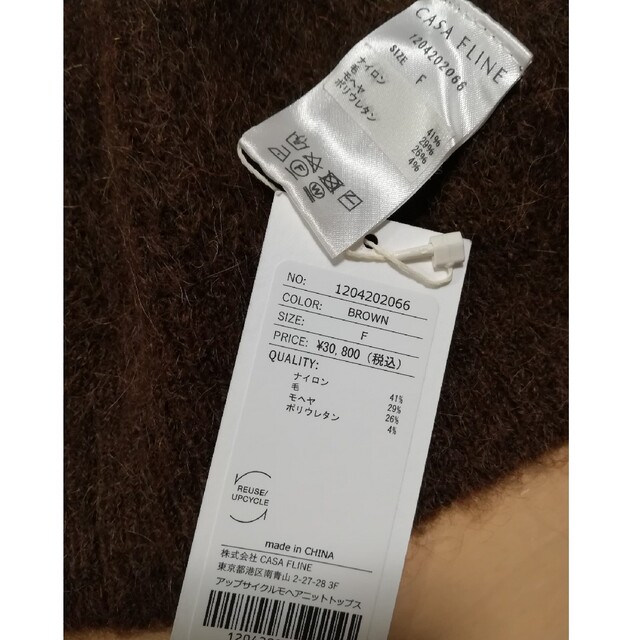 CASA FLINE
1204202066
SIZE F
ナイロン 41%
毛 29%
モヘヤ 26%
ポリウレタン 4%
NO: 1204202066
COLOR: BROWN
SIZE: F
PRICE: ¥30,800（税込）
QUALITY:
ナイロン 41%
毛 29%
モヘヤ 26%
ポリウレタン 4%
REUSE/
UPCYCLE
made in CHINA
株式会社 CASA FLINE
東京都港区南青山 2-27-28 3F
アップサイクルモヘアニットトップス